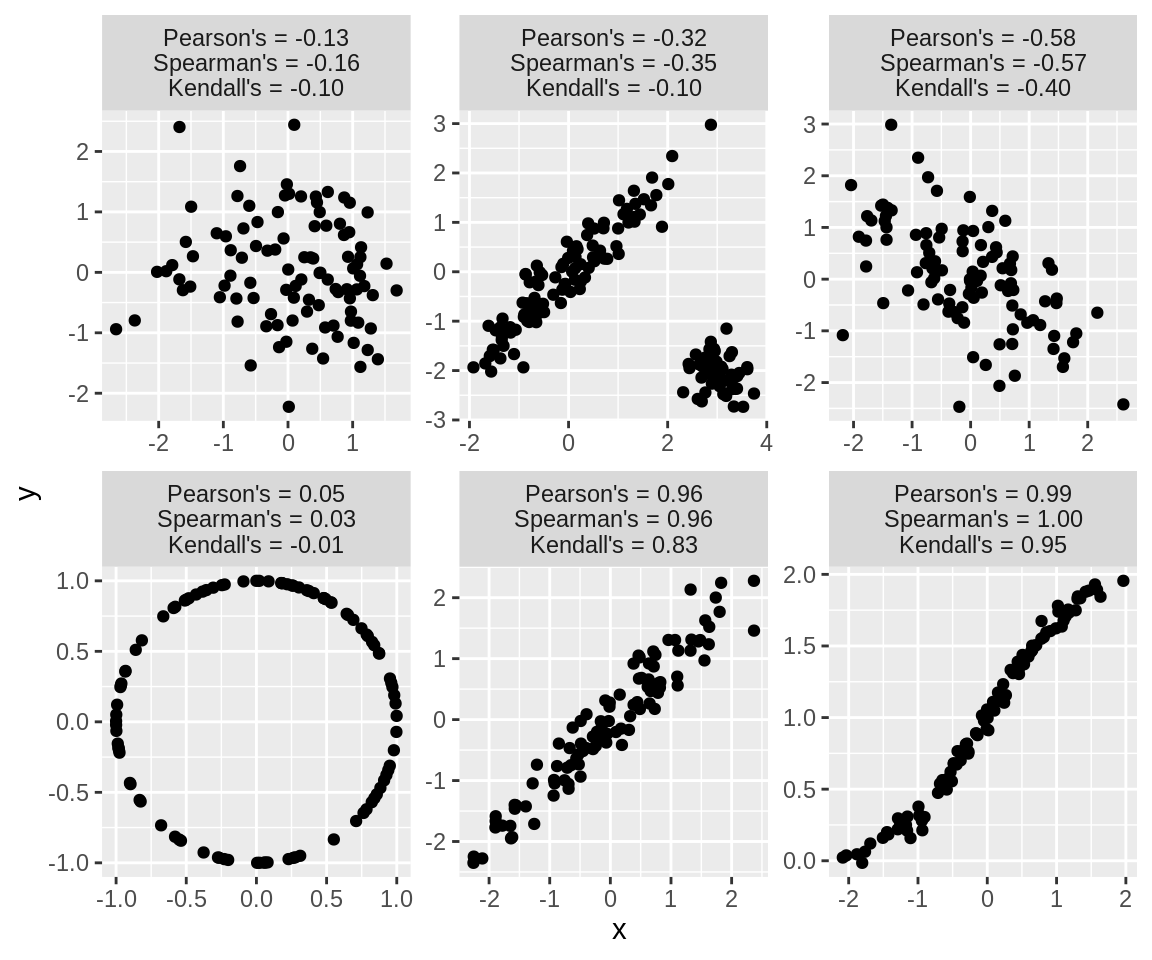 Pearson's = -0.13
Spearman's = -0.16
Kendall's = -0.10
Pearson's = -0.32
Spearman's = -0.35
Kendall's = -0.10
Pearson's = -0.58
Spearman's = -0.57
Kendall's = -0.40
2
1
0
-1
-2
-2 -1 0 1
3
2
1
0
-1
-2
-3
-2 0 2 4
3
2
1
0
-1
-2
-2 -1 0 1 2
y
Pearson's = 0.05
Spearman's = 0.03
Kendall's = -0.01
Pearson's = 0.96
Spearman's = 0.96
Kendall's = 0.83
Pearson's = 0.99
Spearman's = 1.00
Kendall's = 0.95
1.0
0.5
0.0
-0.5
-1.0
-1.0 -0.5 0.0 0.5 1.0
2
1
0
-1
-2
-2 -1 0 1 2
2.0
1.5
1.0
0.5
0.0
-2 -1 0 1 2
x